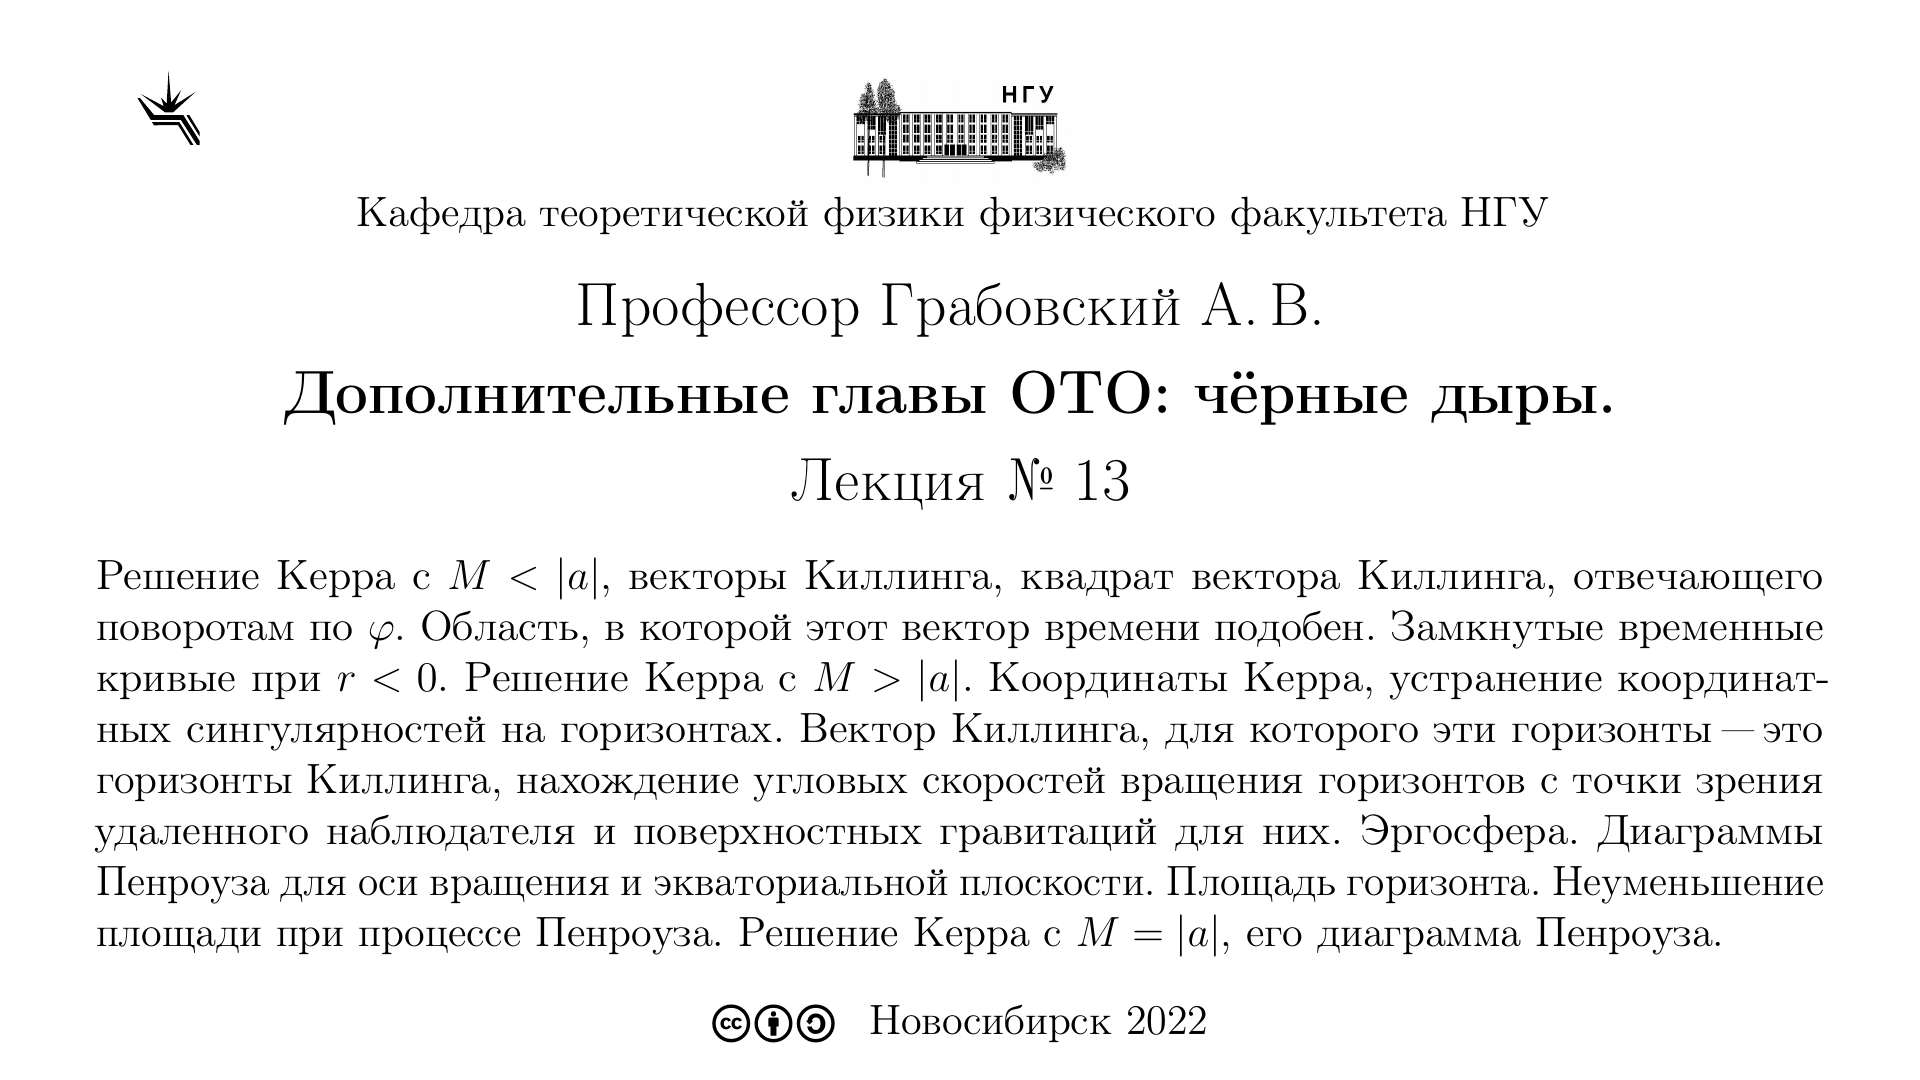 НГУ
Кафедра теоретической физики физического факультета НГУ
Профессор Грабовский А. В.
Дополнительные главы ОТО: чёрные дыры.
Лекция № 13
Решение Керра с M < |a|, векторы Киллинга, квадрат вектора Киллинга, отвечающего
поворотам по φ. Область, в которой этот вектор времени подобен. Замкнутые временные
кривые при r < 0. Решение Керра с M > |a|. Координаты Керра, устранение координат-
ных сингулярностей на горизонтах. Вектор Киллинга, для которого эти горизонты — это
горизонты Киллинга, нахождение угловых скоростей вращения горизонтов с точки зрения
удаленного наблюдателя и поверхностных гравитаций для них. Эргосфера. Диаграммы
Пенроуза для оси вращения и экваториальной плоскости. Площадь горизонта. Неуменьшение
площади при процессе Пенроуза. Решение Керра с M = |a|, его диаграмма Пенроуза.
cc Новосибирск 2022